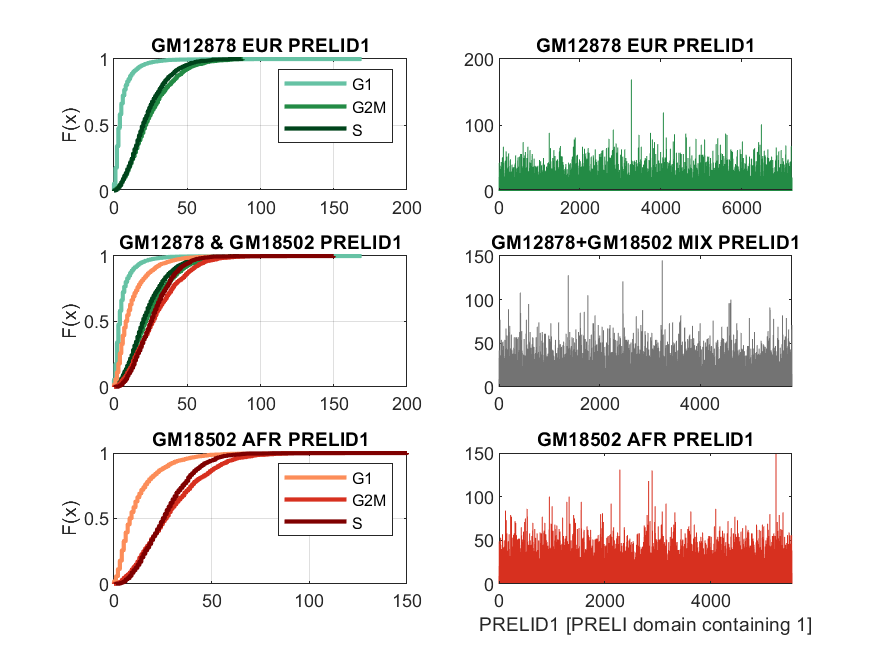 GM12878 EUR PRELID1
F(x)
1
0.5
0
0 50 100 150 200
G1
G2M
S
GM12878 EUR PRELID1
200
100
0
0 2000 4000 6000
GM12878 & GM18502 PRELID1
F(x)
1
0.5
0
0 50 100 150 200
GM12878+GM18502 MIX PRELID1
150
100
50
0
0 2000 4000
GM18502 AFR PRELID1
F(x)
1
0.5
0
0 50 100 150
G1
G2M
S
GM18502 AFR PRELID1
150
100
50
0
0 2000 4000
PRELID1 [PRELI domain containing 1]